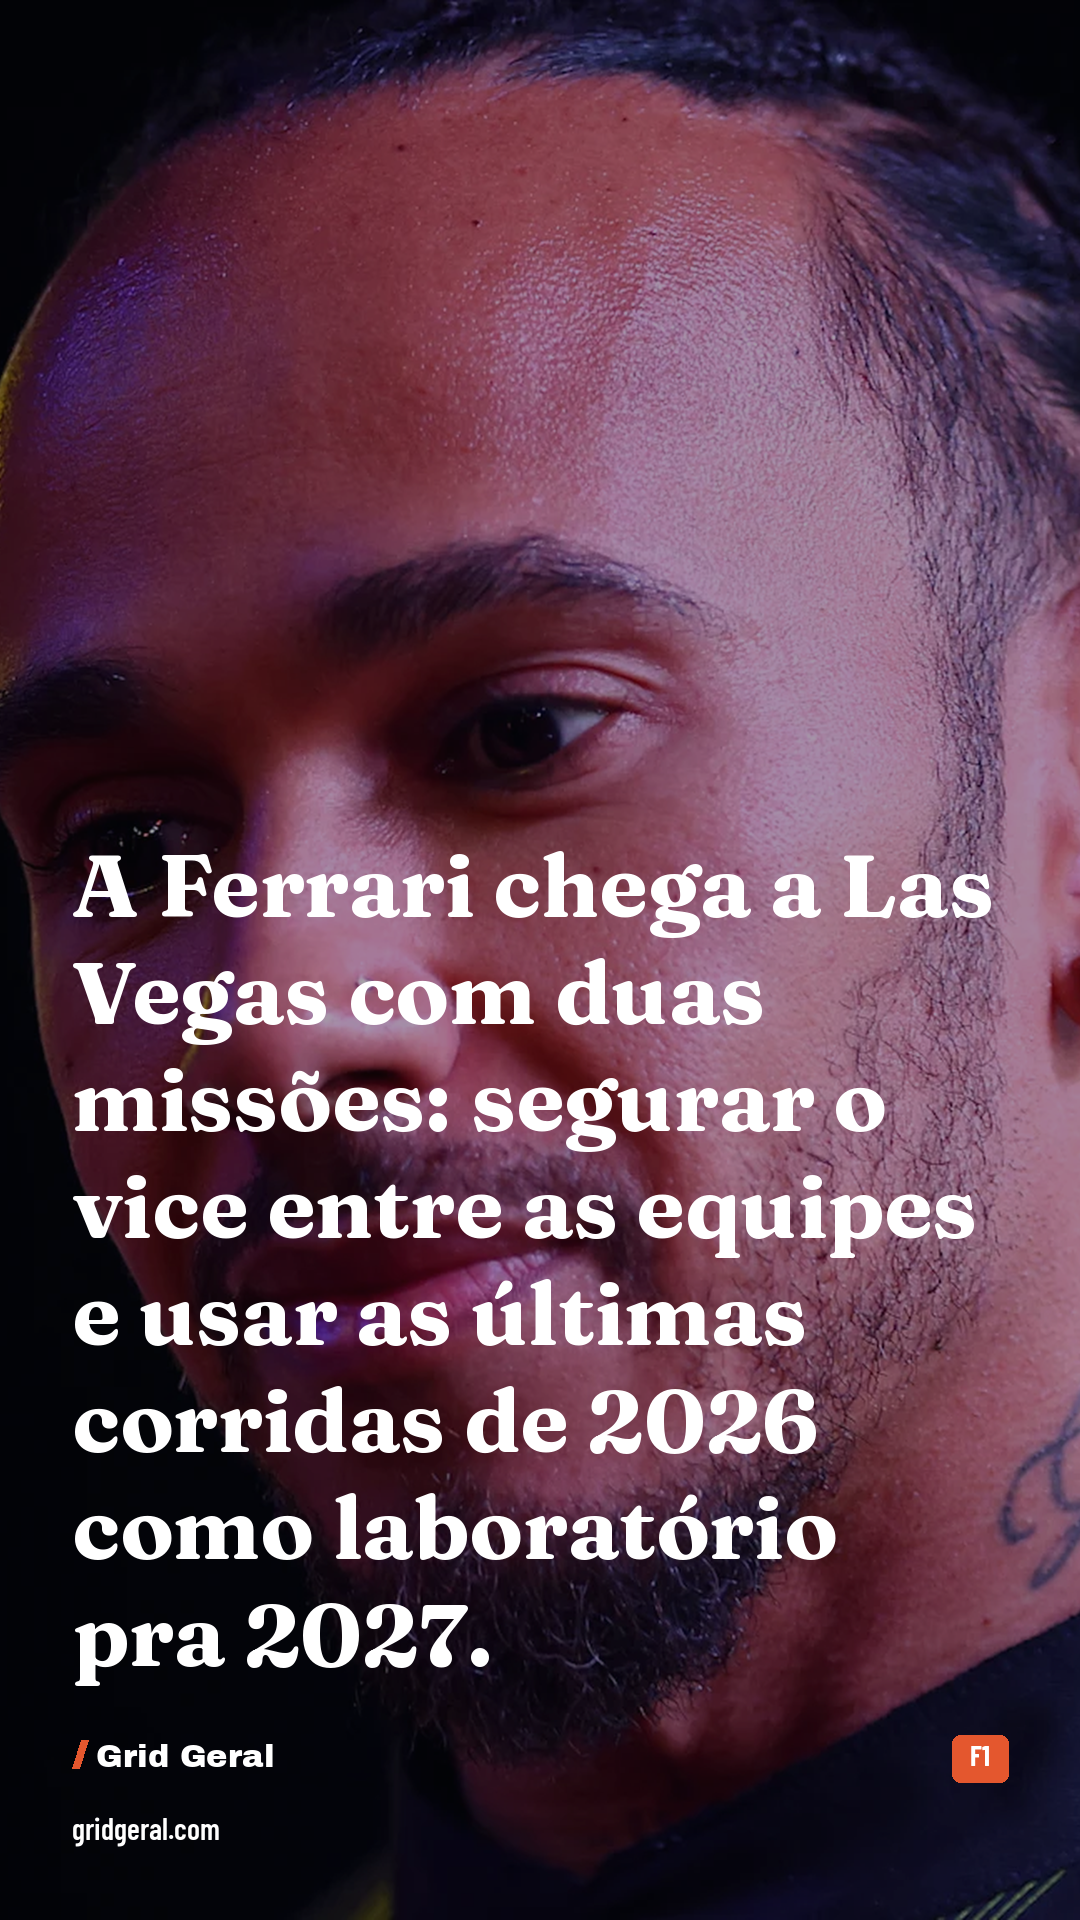 A Ferrari chega a Las
Vegas com duas
missões: segurar o
vice entre as equipes
e usar as últimas
corridas de 2026
como laboratório
pra 2027.
/ Grid Geral
F1
gridgeral.com